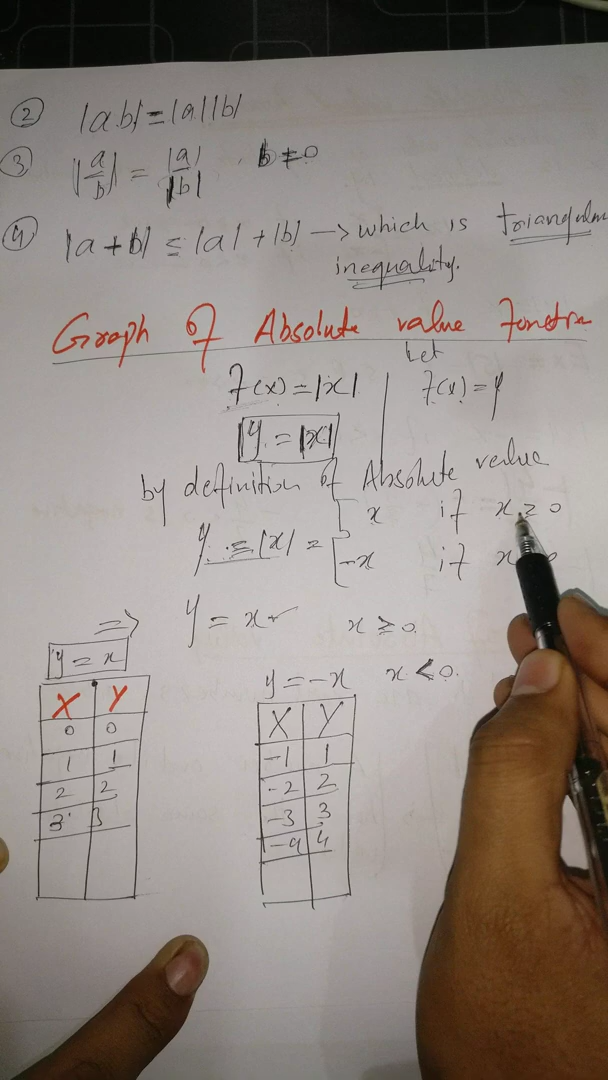 ② |ab| = |a||b|
③ |a/b| = |a|/|b| b ≠ 0
④ |a+b| ≤ |a| + |b| → which is triangular
inequality.
Graph of Absolute value Function
Let
f(x) = |x| | f(x) = y
y = |x|
by definition of Absolute value
x if x ≥ 0
y = |x| =
-x if x 0
⇒ y = x x ≥ 0
y = x
y = -x x < 0.
X Y
0 0
1 1
2 2
3 3
X Y
-1 1
-2 2
-3 3
-4 4